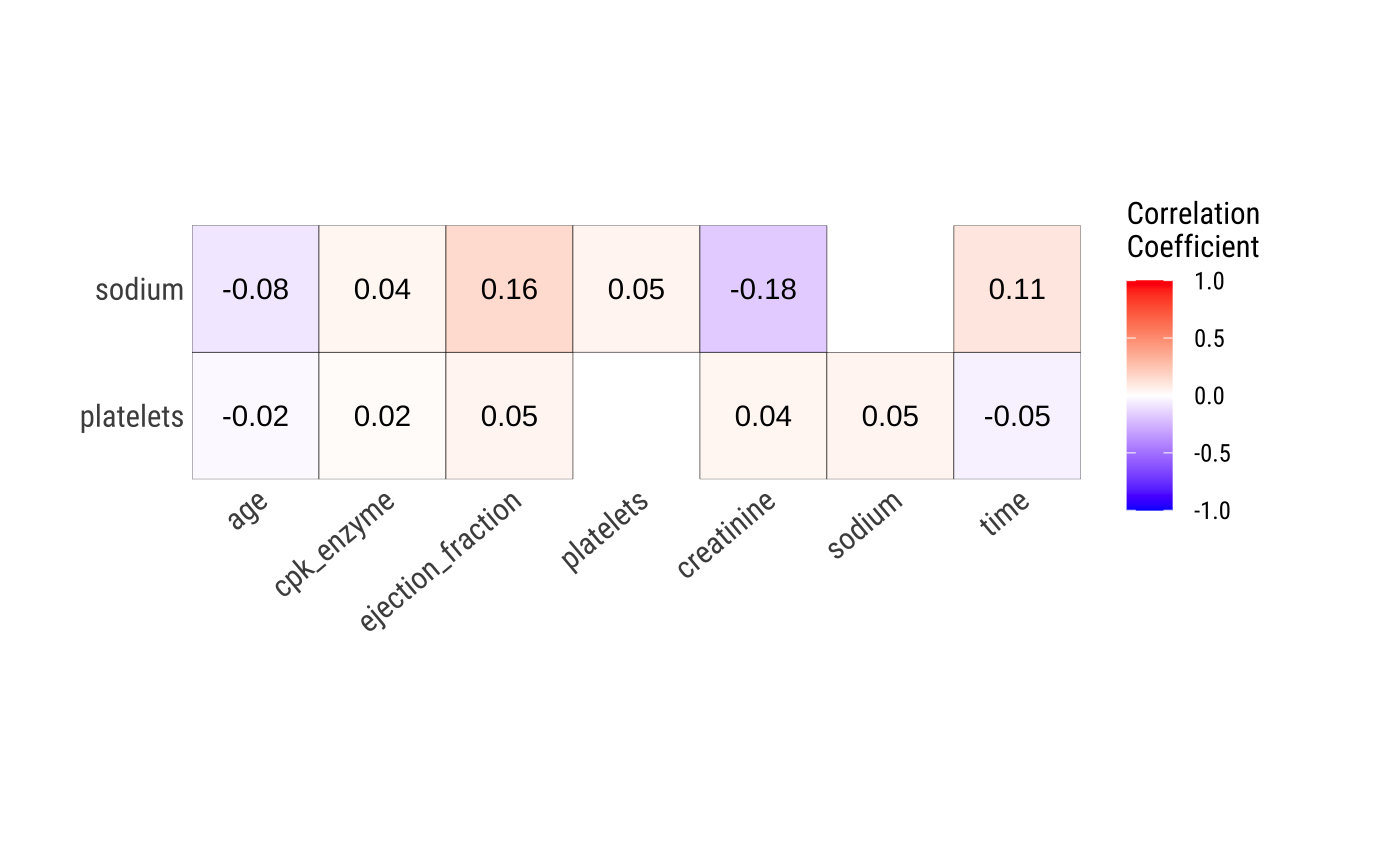 Correlation
Coefficient
1.0
0.5
0.0
-0.5
-1.0
sodium -0.08 0.04 0.16 0.05 -0.18 0.11
platelets -0.02 0.02 0.05 0.04 0.05 -0.05
age cpk_enzyme ejection_fraction platelets creatinine sodium time